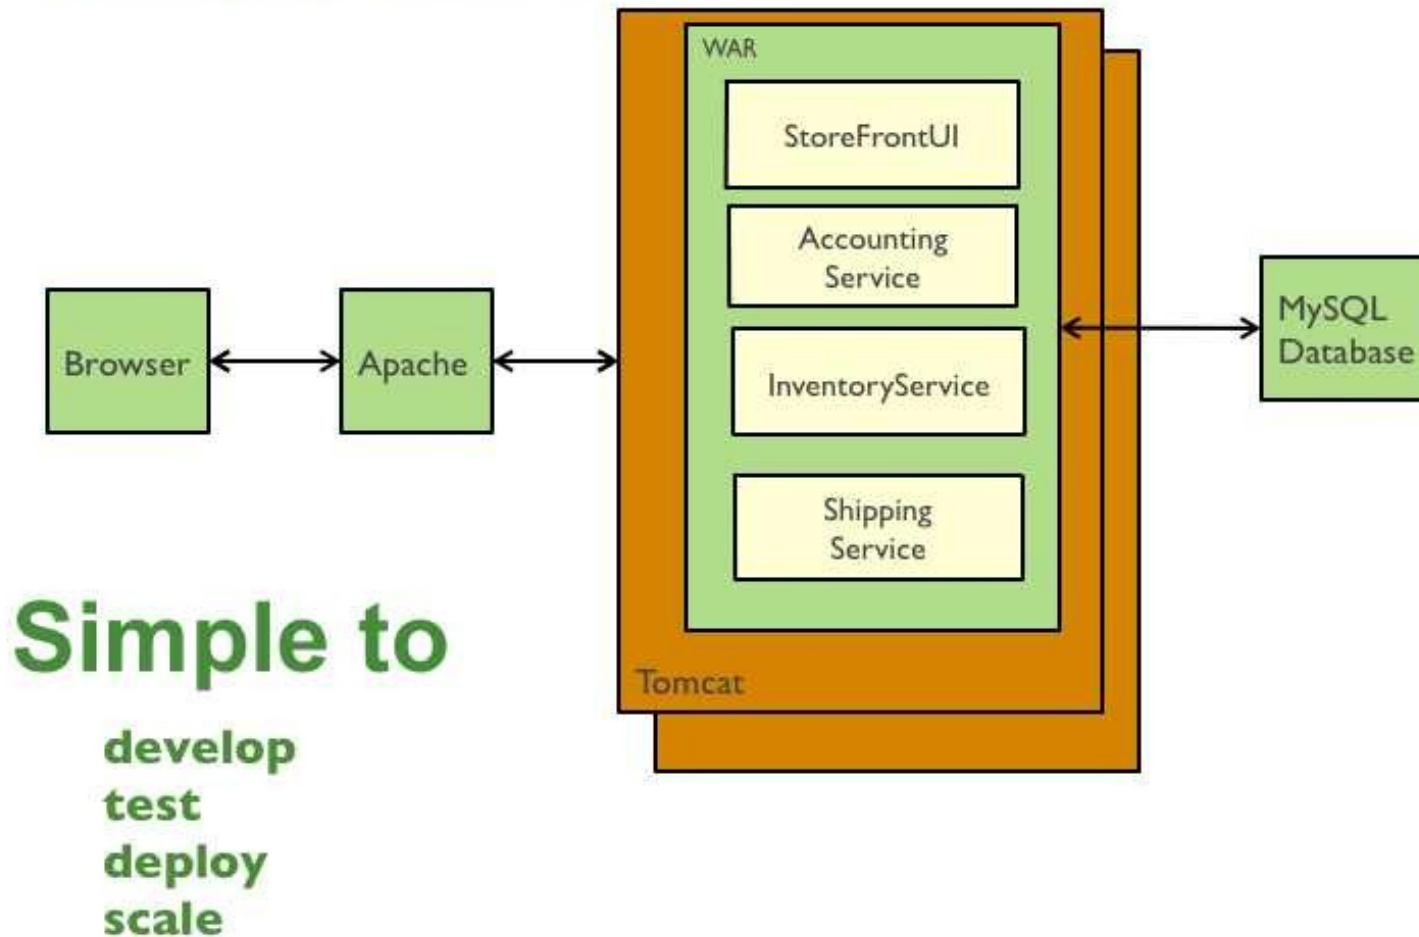 WAR
StoreFrontUI
Accounting
Service
InventoryService
Shipping
Service
Tomcat
Browser
Apache
MySQL
Database
Simple to
develop
test
deploy
scale